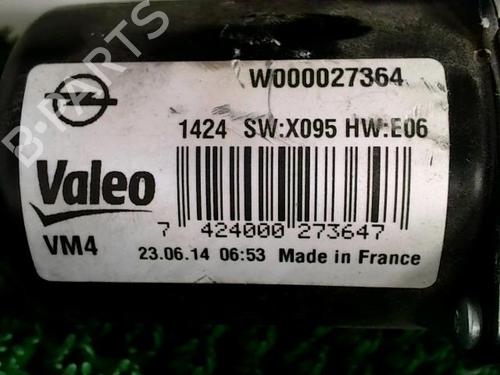 W000027364
1424 SW:X095 HW:E06
Valeo
7 424000 273647
VM4
23.06.14 06:53 Made in France
B-PARTS